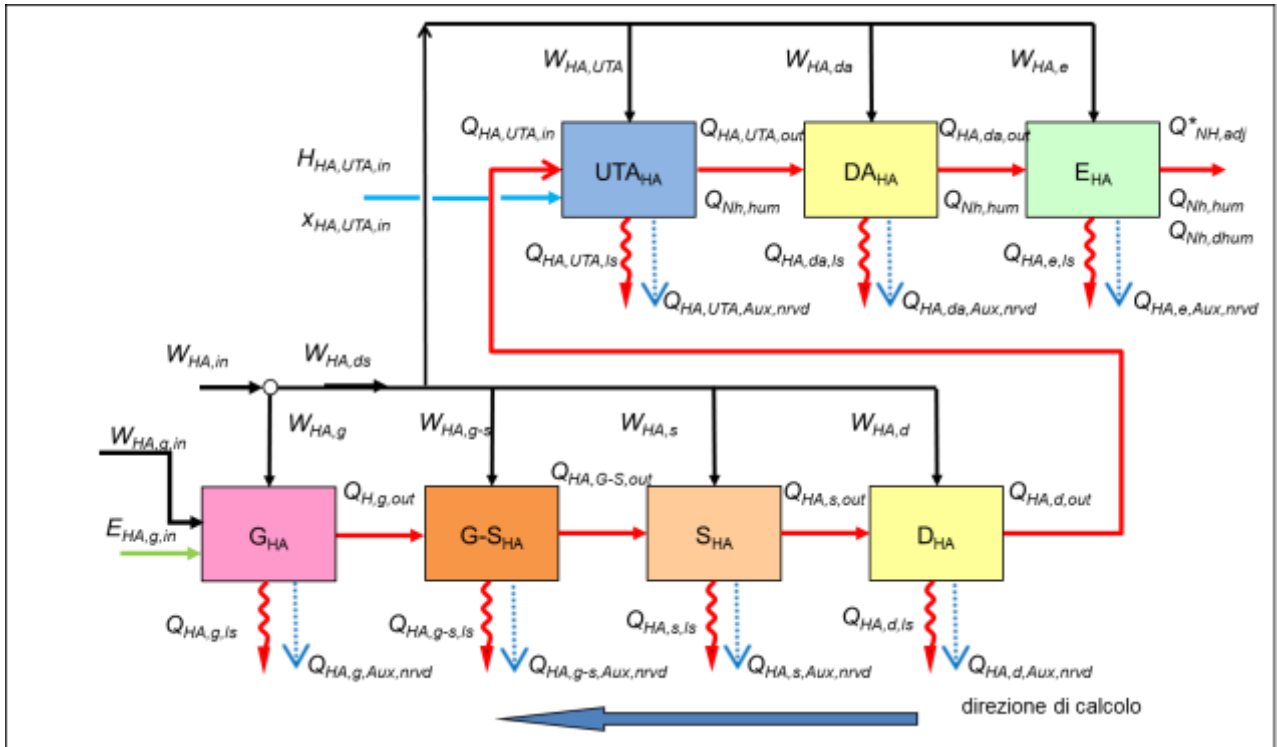 W_HA,UTA
W_HA,da
W_HA,e
Q_HA,UTA,in
Q_HA,UTA,out
Q_HA,da,out
Q*_NH,adj
H_HA,UTA,in
UTA_HA
DA_HA
E_HA
x_HA,UTA,in
Q_Nh,hum
Q_Nh,hum
Q_Nh,hum
Q_Nh,dhum
Q_HA,UTA,ls
Q_HA,da,ls
Q_HA,e,ls
Q_HA,UTA,Aux,nrvd
Q_HA,da,Aux,nrvd
Q_HA,e,Aux,nrvd
W_HA,in
W_HA,ds
W_HA,g
W_HA,g-s
W_HA,s
W_HA,d
W_HA,g,in
Q_H,g,out
Q_HA,G-S,out
Q_HA,s,out
Q_HA,d,out
E_HA,g,in
G_HA
G-S_HA
S_HA
D_HA
Q_HA,g,ls
Q_HA,g-s,ls
Q_HA,s,ls
Q_HA,d,ls
Q_HA,g,Aux,nrvd
Q_HA,g-s,Aux,nrvd
Q_HA,s,Aux,nrvd
Q_HA,d,Aux,nrvd
direzione di calcolo